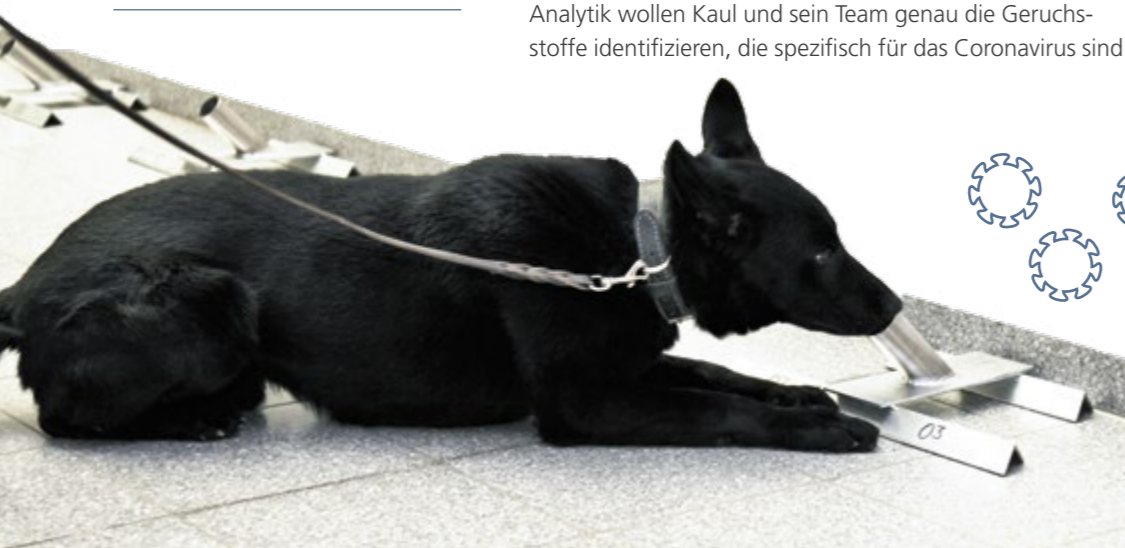 Analytik wollen Kaul und sein Team genau die Geruchs-
stoffe identifizieren, die spezifisch für das Coronavirus sind
03